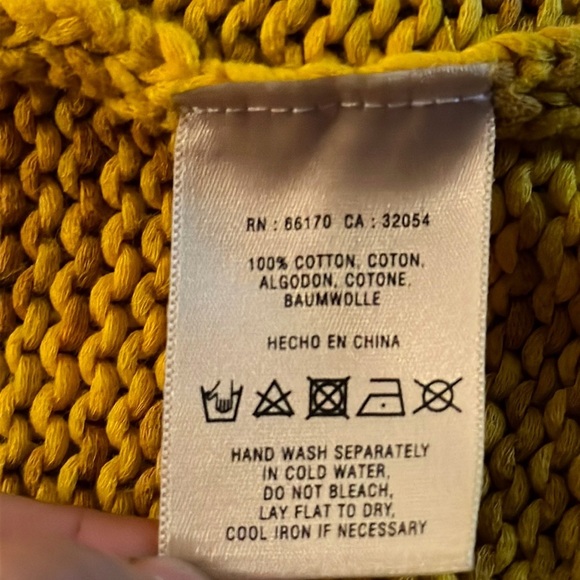 RN : 66170 CA : 32054
100% COTTON, COTON,
ALGODON, COTONE,
BAUMWOLLE
HECHO EN CHINA
HAND WASH SEPARATELY
IN COLD WATER,
DO NOT BLEACH,
LAY FLAT TO DRY,
COOL IRON IF NECESSARY